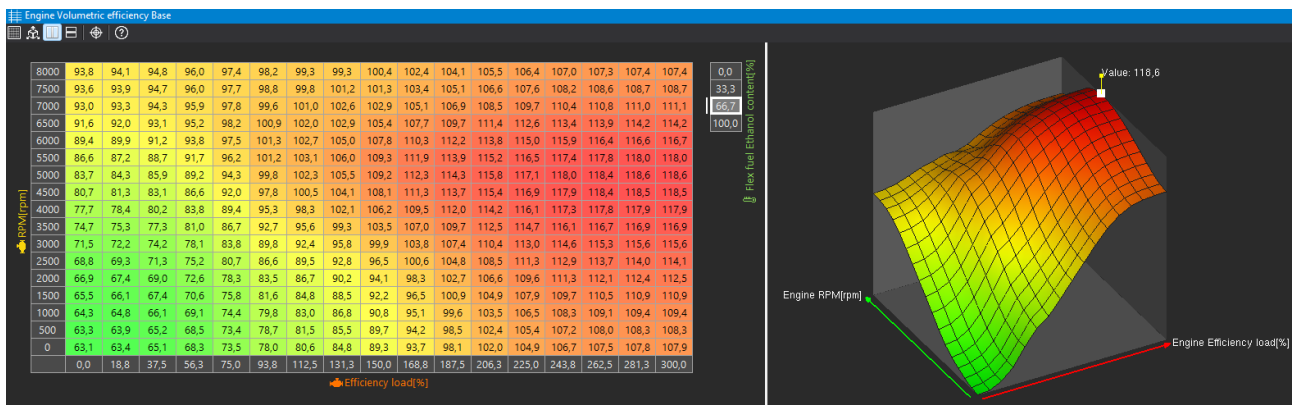 Engine Volumetric efficiency Base
8000 93,8 94,1 94,8 96,0 97,4 98,2 99,3 99,3 100,4 102,4 104,1 105,5 106,4 107,0 107,3 107,4 107,4
7500 93,6 93,9 94,7 96,0 97,7 98,8 99,8 101,2 101,3 103,4 105,1 106,6 107,6 108,2 108,6 108,7 108,7
7000 93,0 93,3 94,3 95,9 97,8 99,6 101,0 102,6 102,9 105,1 106,9 108,5 109,7 110,4 110,8 111,0 111,1
6500 91,6 92,0 93,1 95,2 98,2 100,9 102,0 102,9 105,4 107,7 109,7 111,4 112,6 113,4 113,9 114,2 114,2
6000 89,4 89,9 91,2 93,8 97,5 101,3 102,7 105,0 107,8 110,3 112,2 113,8 115,0 115,9 116,4 116,6 116,7
5500 86,6 87,2 88,7 91,7 96,2 101,2 103,1 106,0 109,3 111,9 113,9 115,2 116,5 117,4 117,8 118,0 118,0
5000 83,7 84,3 85,9 89,2 94,3 99,8 102,3 105,5 109,2 112,3 114,3 115,8 117,1 118,0 118,4 118,6 118,6
4500 80,7 81,3 83,1 86,6 92,0 97,8 100,5 104,1 108,1 111,3 113,7 115,4 116,9 117,9 118,4 118,5 118,5
4000 77,7 78,4 80,2 83,8 89,4 95,3 98,3 102,1 106,2 109,5 112,0 114,2 116,1 117,3 117,8 117,9 117,9
3500 74,7 75,3 77,3 81,0 86,7 92,7 95,6 99,3 103,5 107,0 109,7 112,5 114,7 116,1 116,7 116,9 116,9
3000 71,5 72,2 74,2 78,1 83,8 89,8 92,4 95,8 99,9 103,8 107,4 110,4 113,0 114,6 115,3 115,6 115,6
2500 68,8 69,3 71,3 75,2 80,7 86,6 89,5 92,8 96,5 100,6 104,8 108,5 111,3 112,9 113,7 114,0 114,1
2000 66,9 67,4 69,0 72,6 78,3 83,5 86,7 90,2 94,1 98,3 102,7 106,6 109,6 111,3 112,1 112,4 112,5
1500 65,5 66,1 67,4 70,6 75,8 81,6 84,8 88,5 92,2 96,5 100,9 104,9 107,9 109,7 110,5 110,9 110,9
1000 64,3 64,8 66,1 69,1 74,4 79,8 83,0 86,8 90,8 95,1 99,6 103,5 106,5 108,3 109,1 109,4 109,4
500 63,3 63,9 65,2 68,5 73,4 78,7 81,5 85,5 89,7 94,2 98,5 102,4 105,4 107,2 108,0 108,3 108,3
0 63,1 63,4 65,1 68,3 73,5 78,0 80,6 84,8 89,3 93,7 98,1 102,0 104,9 106,7 107,5 107,8 107,9
0,0 18,8 37,5 56,3 75,0 93,8 112,5 131,3 150,0 168,8 187,5 206,3 225,0 243,8 262,5 281,3 300,0
RPM[rpm]
Efficiency load[%]
0,0
33,3
66,7
100,0
Flex fuel Ethanol content[%]
Value: 118,6
Engine RPM[rpm]
Engine Efficiency load[%]